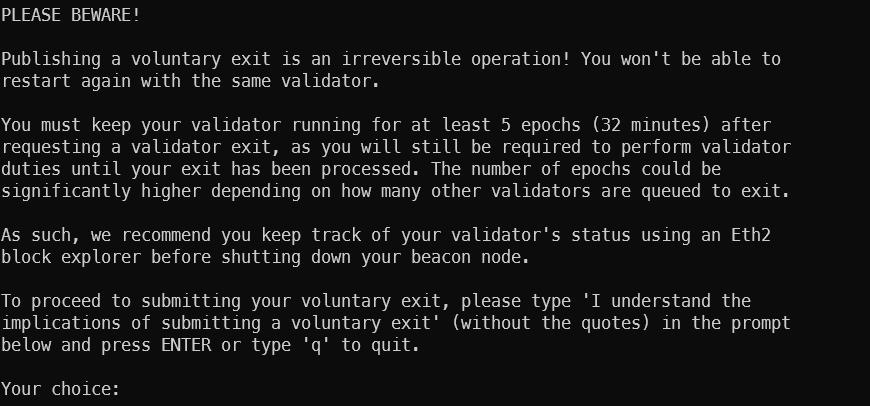 PLEASE BEWARE!
Publishing a voluntary exit is an irreversible operation! You won't be able to
restart again with the same validator.
You must keep your validator running for at least 5 epochs (32 minutes) after
requesting a validator exit, as you will still be required to perform validator
duties until your exit has been processed. The number of epochs could be
significantly higher depending on how many other validators are queued to exit.
As such, we recommend you keep track of your validator's status using an Eth2
block explorer before shutting down your beacon node.
To proceed to submitting your voluntary exit, please type 'I understand the
implications of submitting a voluntary exit' (without the quotes) in the prompt
below and press ENTER or type 'q' to quit.
Your choice: